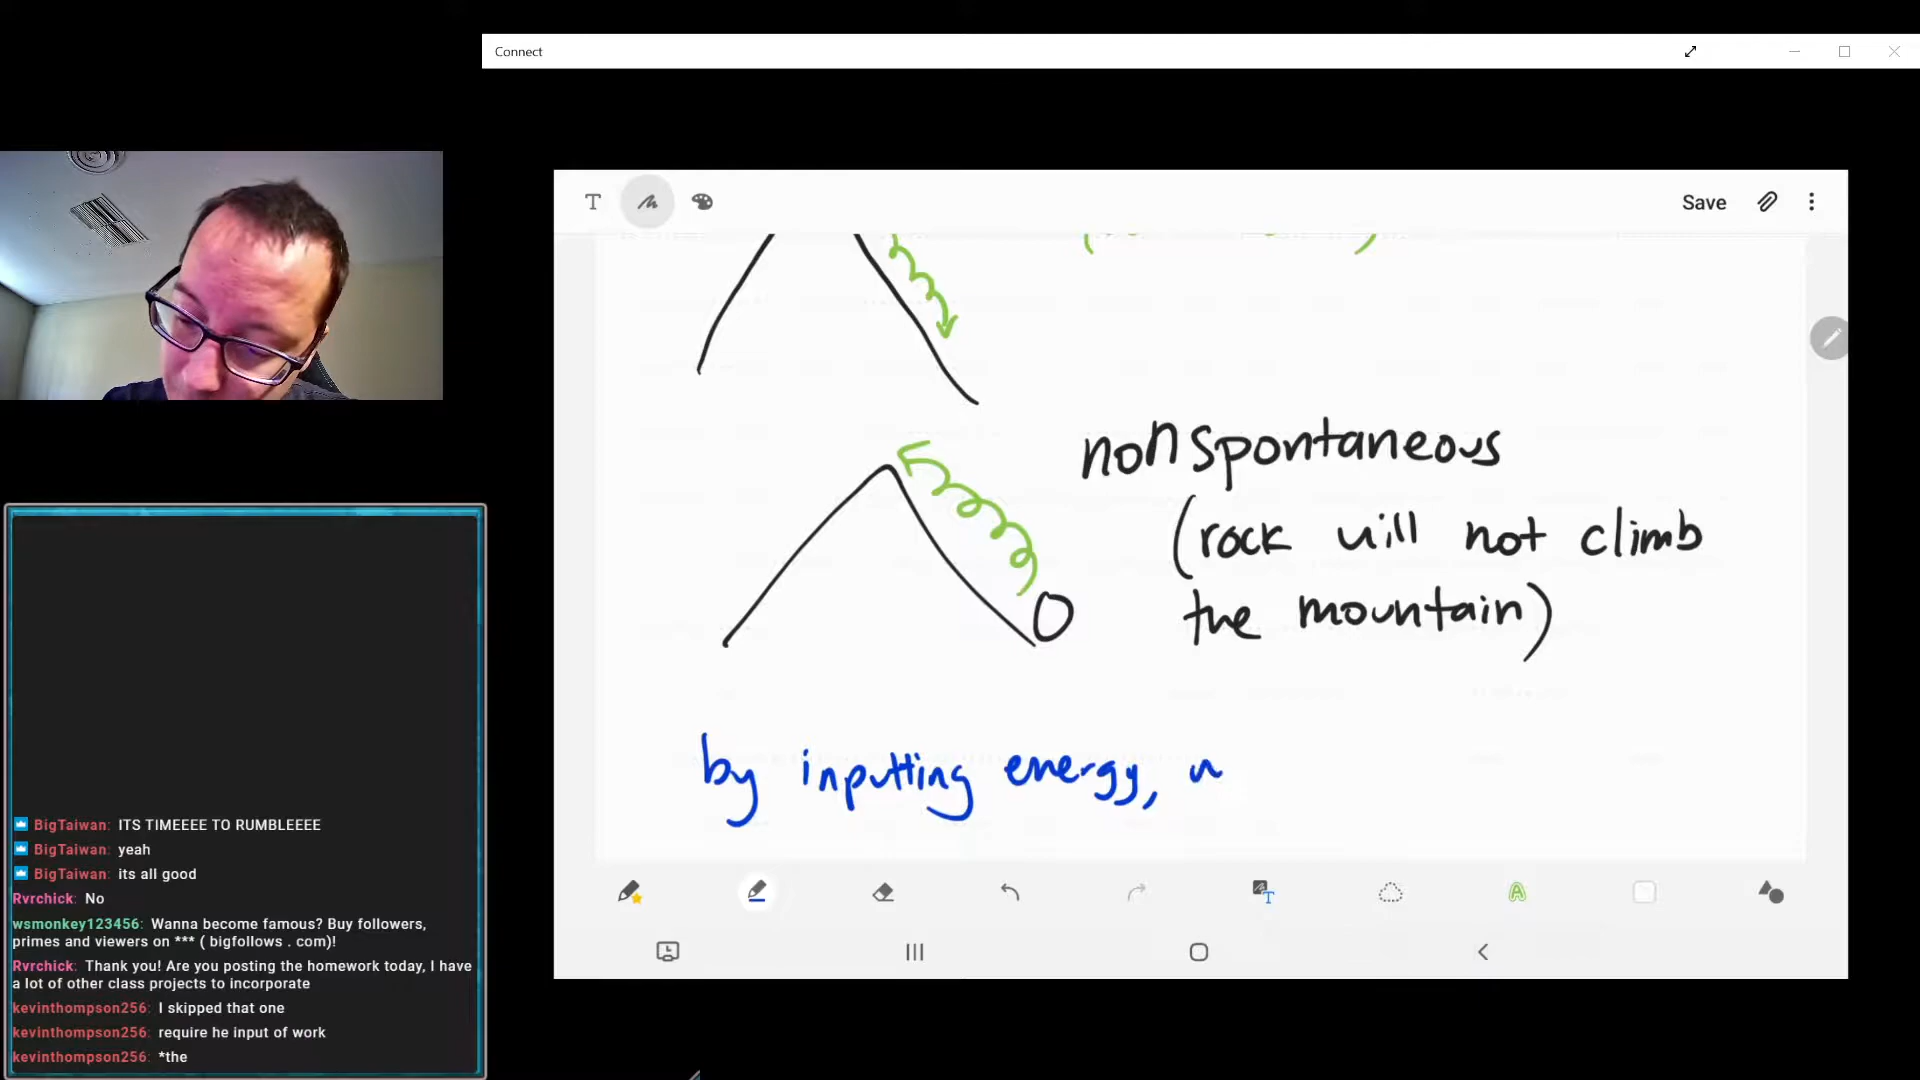 Connect
T
Save
nonspontaneous
(rock will not climb
the mountain)
by inputting energy, w
BigTaiwan: ITS TIMEEEE TO RUMBLEEEE
BigTaiwan: yeah
BigTaiwan: its all good
Rvrchick: No
wsmonkey123456: Wanna become famous? Buy followers,
primes and viewers on *** ( bigfollows . com)!
Rvrchick: Thank you! Are you posting the homework today, I have
a lot of other class projects to incorporate
kevinthompson256: I skipped that one
kevinthompson256: require he input of work
kevinthompson256: *the